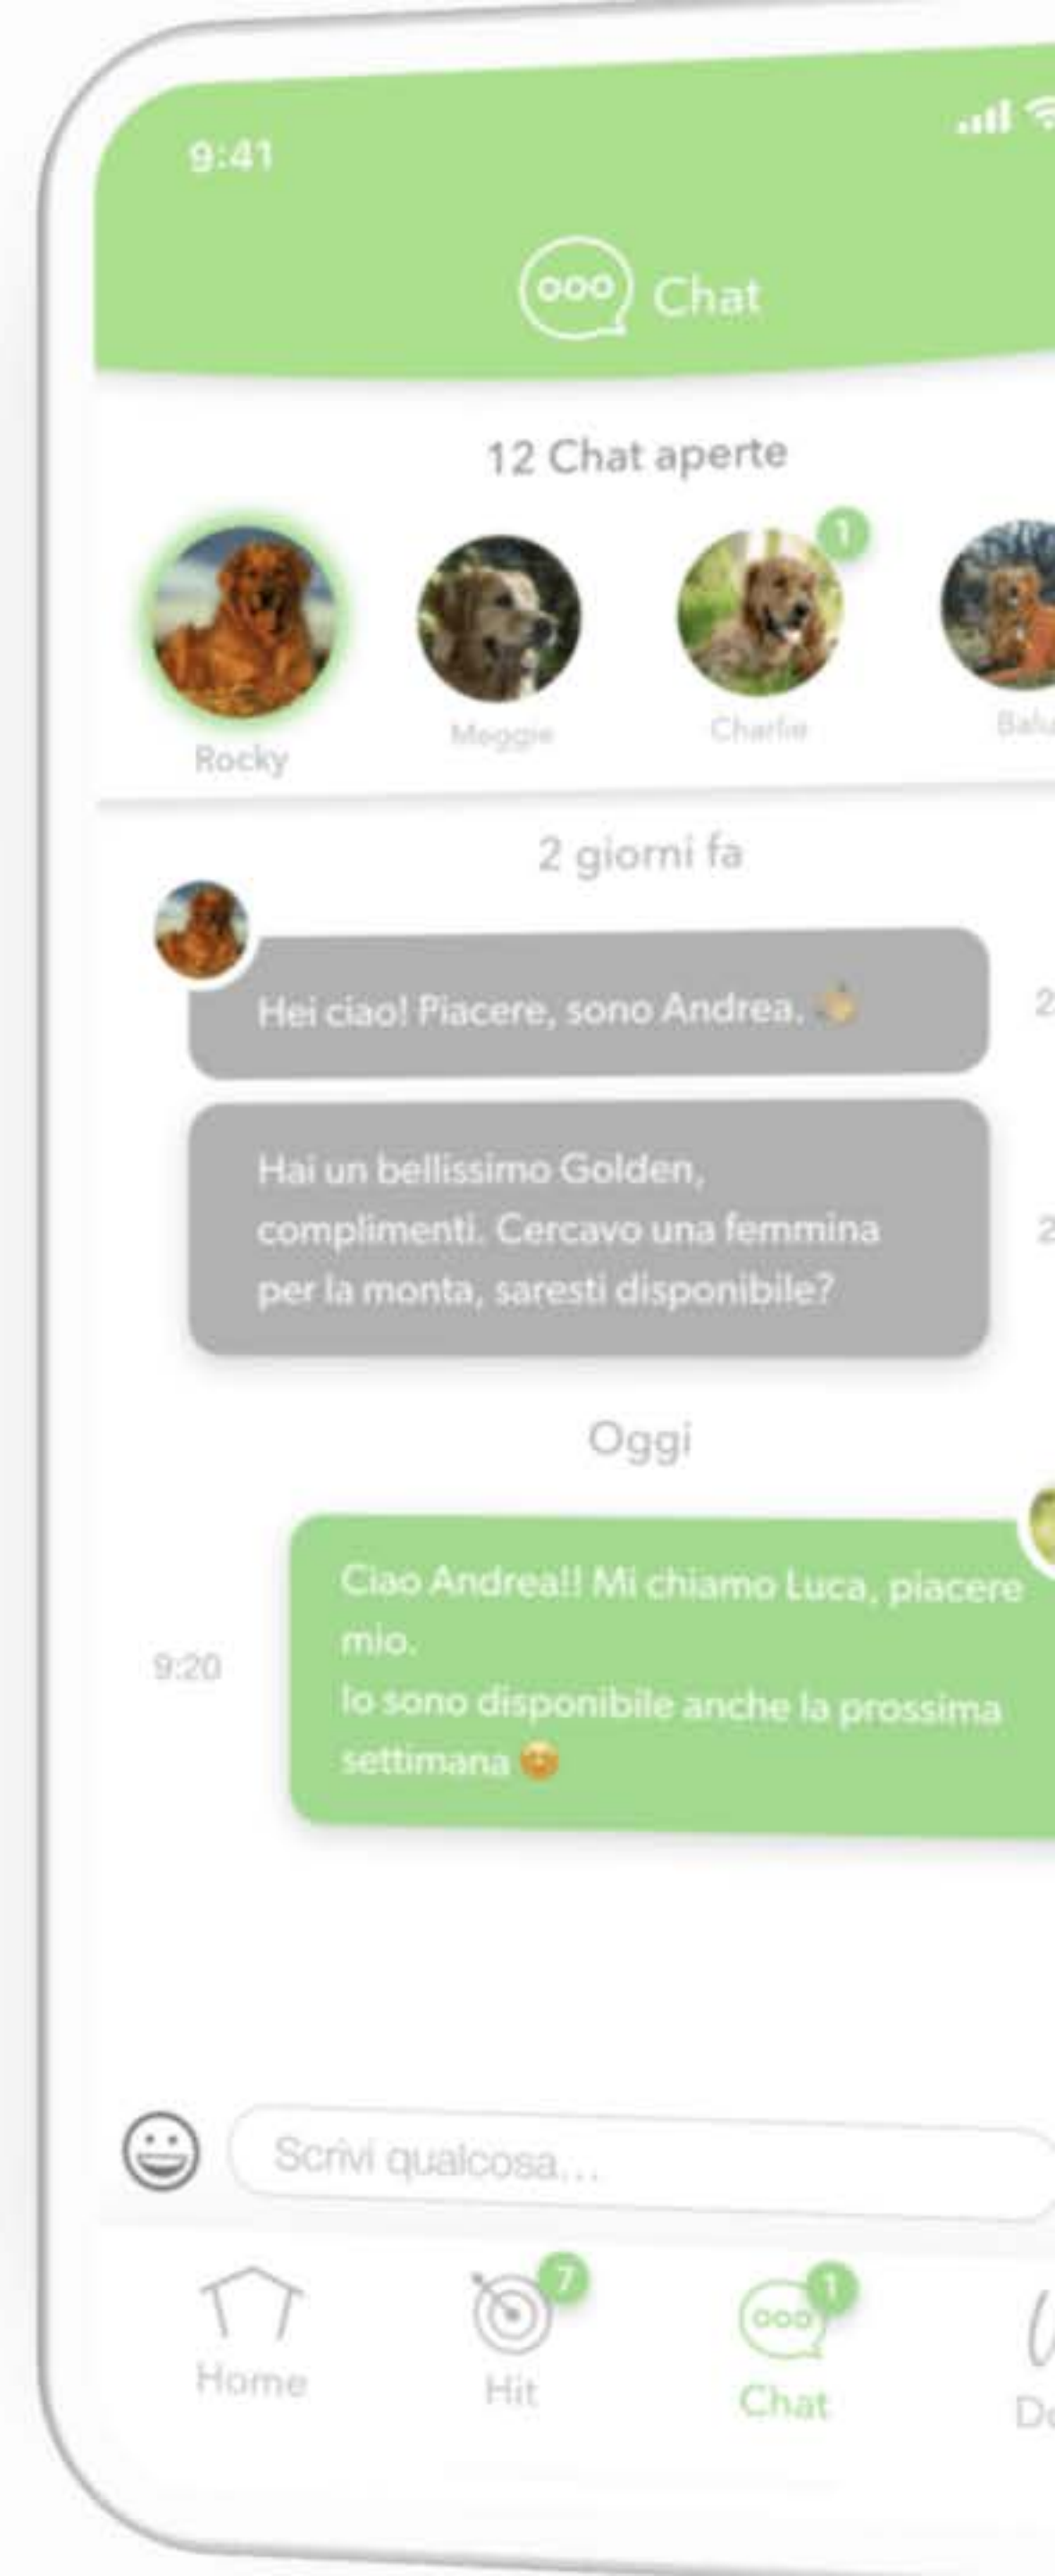 9:41
Chat
12 Chat aperte
1
Rocky
Meggie
Charlie
2 giorni fa
Hei ciao! Piacere, sono Andrea.
Hai un bellissimo Golden,
complimenti. Cercavo una femmina
per la monta, saresti disponibile?
Oggi
Ciao Andrea!! Mi chiamo Luca, piacere
mio.
9:20
Io sono disponibile anche la prossima
settimana
Scrivi qualcosa...
7
1
Home
Hit
Chat